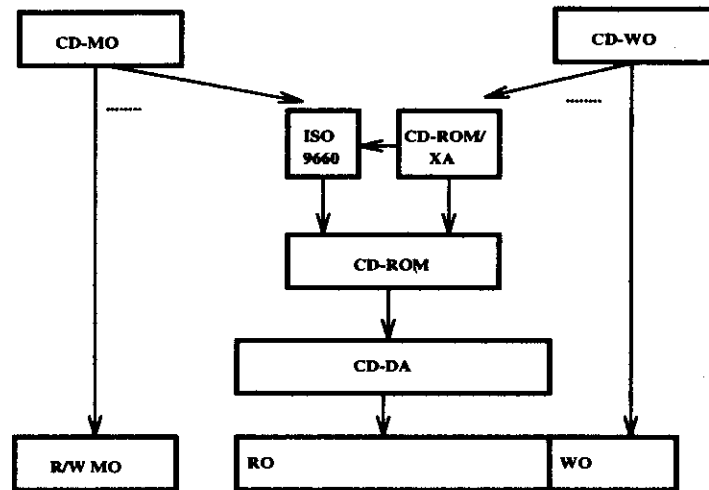 CD-MO
CD-WO
ISO
9660
CD-ROM/
XA
CD-ROM
CD-DA
R/W MO
RO
WO